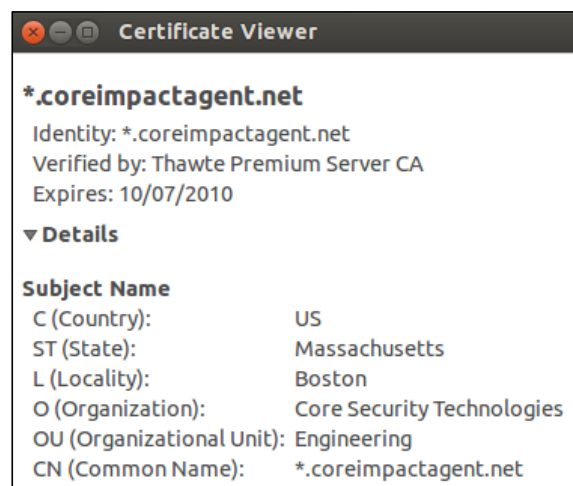 Certificate Viewer
*.coreimpactagent.net
Identity: *.coreimpactagent.net
Verified by: Thawte Premium Server CA
Expires: 10/07/2010
Details
Subject Name
C (Country): US
ST (State): Massachusetts
L (Locality): Boston
O (Organization): Core Security Technologies
OU (Organizational Unit): Engineering
CN (Common Name): *.coreimpactagent.net